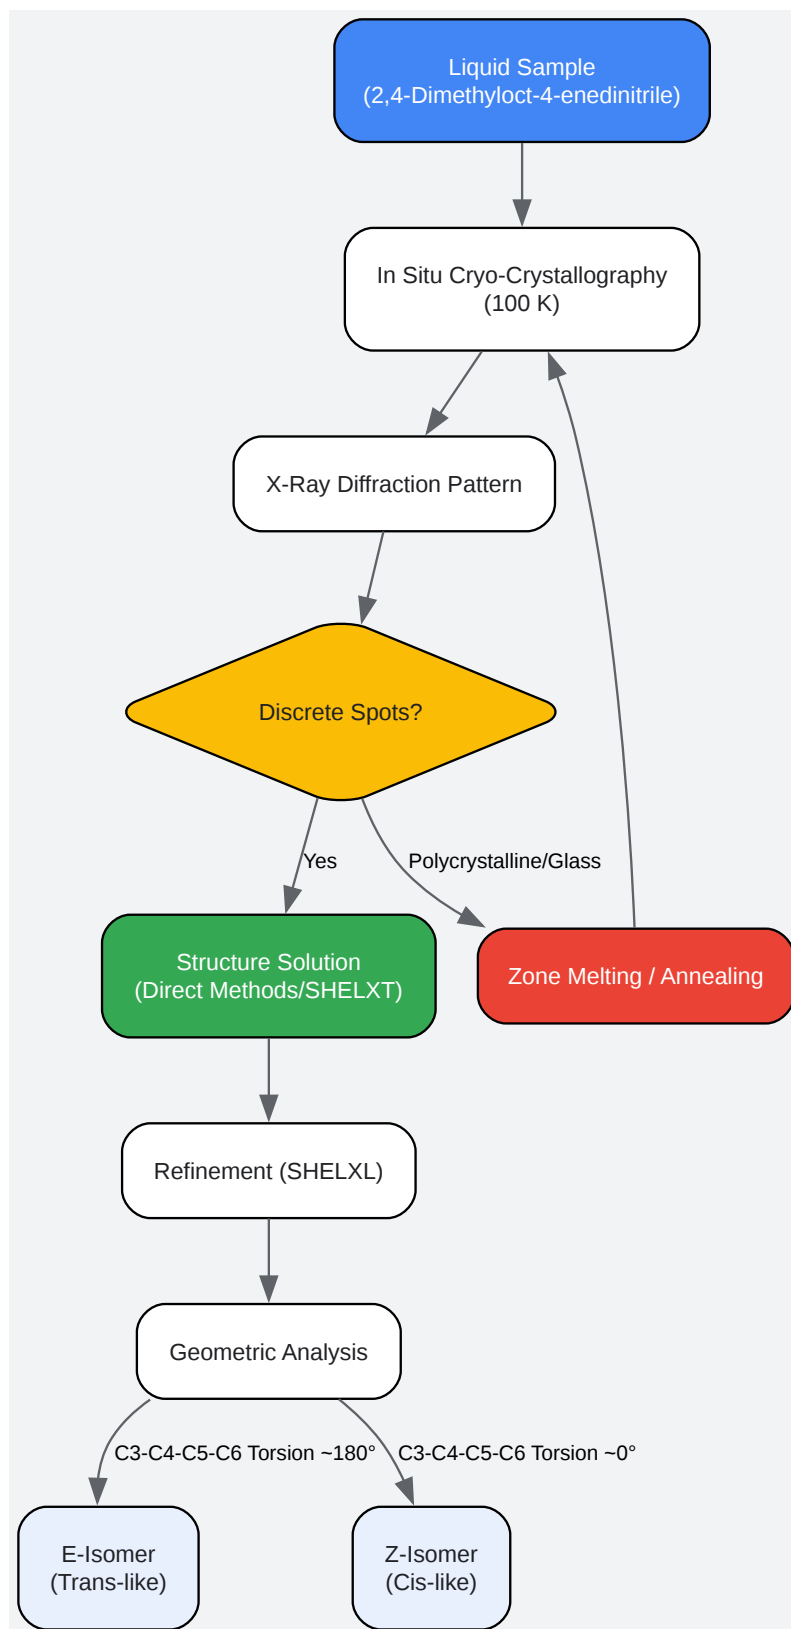 Liquid Sample
(2,4-Dimethyloct-4-enedinitrile)
In Situ Cryo-Crystallography
(100 K)
X-Ray Diffraction Pattern
Discrete Spots?
Yes
Polycrystalline/Glass
Structure Solution
(Direct Methods/SHELXT)
Zone Melting / Annealing
Refinement (SHELXL)
Geometric Analysis
C3-C4-C5-C6 Torsion ~180°
C3-C4-C5-C6 Torsion ~0°
E-Isomer
(Trans-like)
Z-Isomer
(Cis-like)